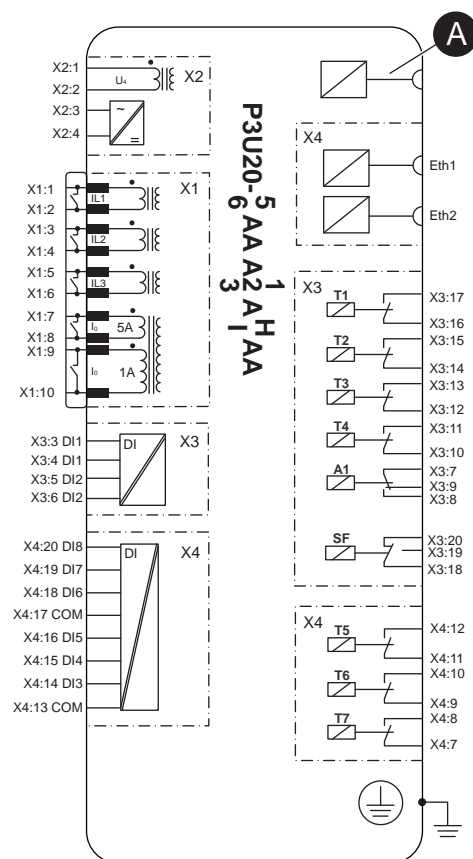 A
X2:1
X2:2
X2:3
X2:4
U4
X2
~
=
X1:1
X1:2
X1:3
X1:4
X1:5
X1:6
X1:7
X1:8
X1:9
X1:10
IL1
IL2
IL3
I0 5A
I0 1A
X1
X3:3 DI1
X3:4 DI1
X3:5 DI2
X3:6 DI2
DI
X3
X4:20 DI8
X4:19 DI7
X4:18 DI6
X4:17 COM
X4:16 DI5
X4:15 DI4
X4:14 DI3
X4:13 COM
DI
X4
P3U20-5 AA A2 1 H AA
6 3 A I
X4
Eth1
Eth2
X3
T1
X3:17
X3:16
T2
X3:15
X3:14
T3
X3:13
X3:12
T4
X3:11
X3:10
A1
X3:7
X3:9
X3:8
SF
X3:20
X3:19
X3:18
X4
T5
X4:12
X4:11
T6
X4:10
X4:9
T7
X4:8
X4:7